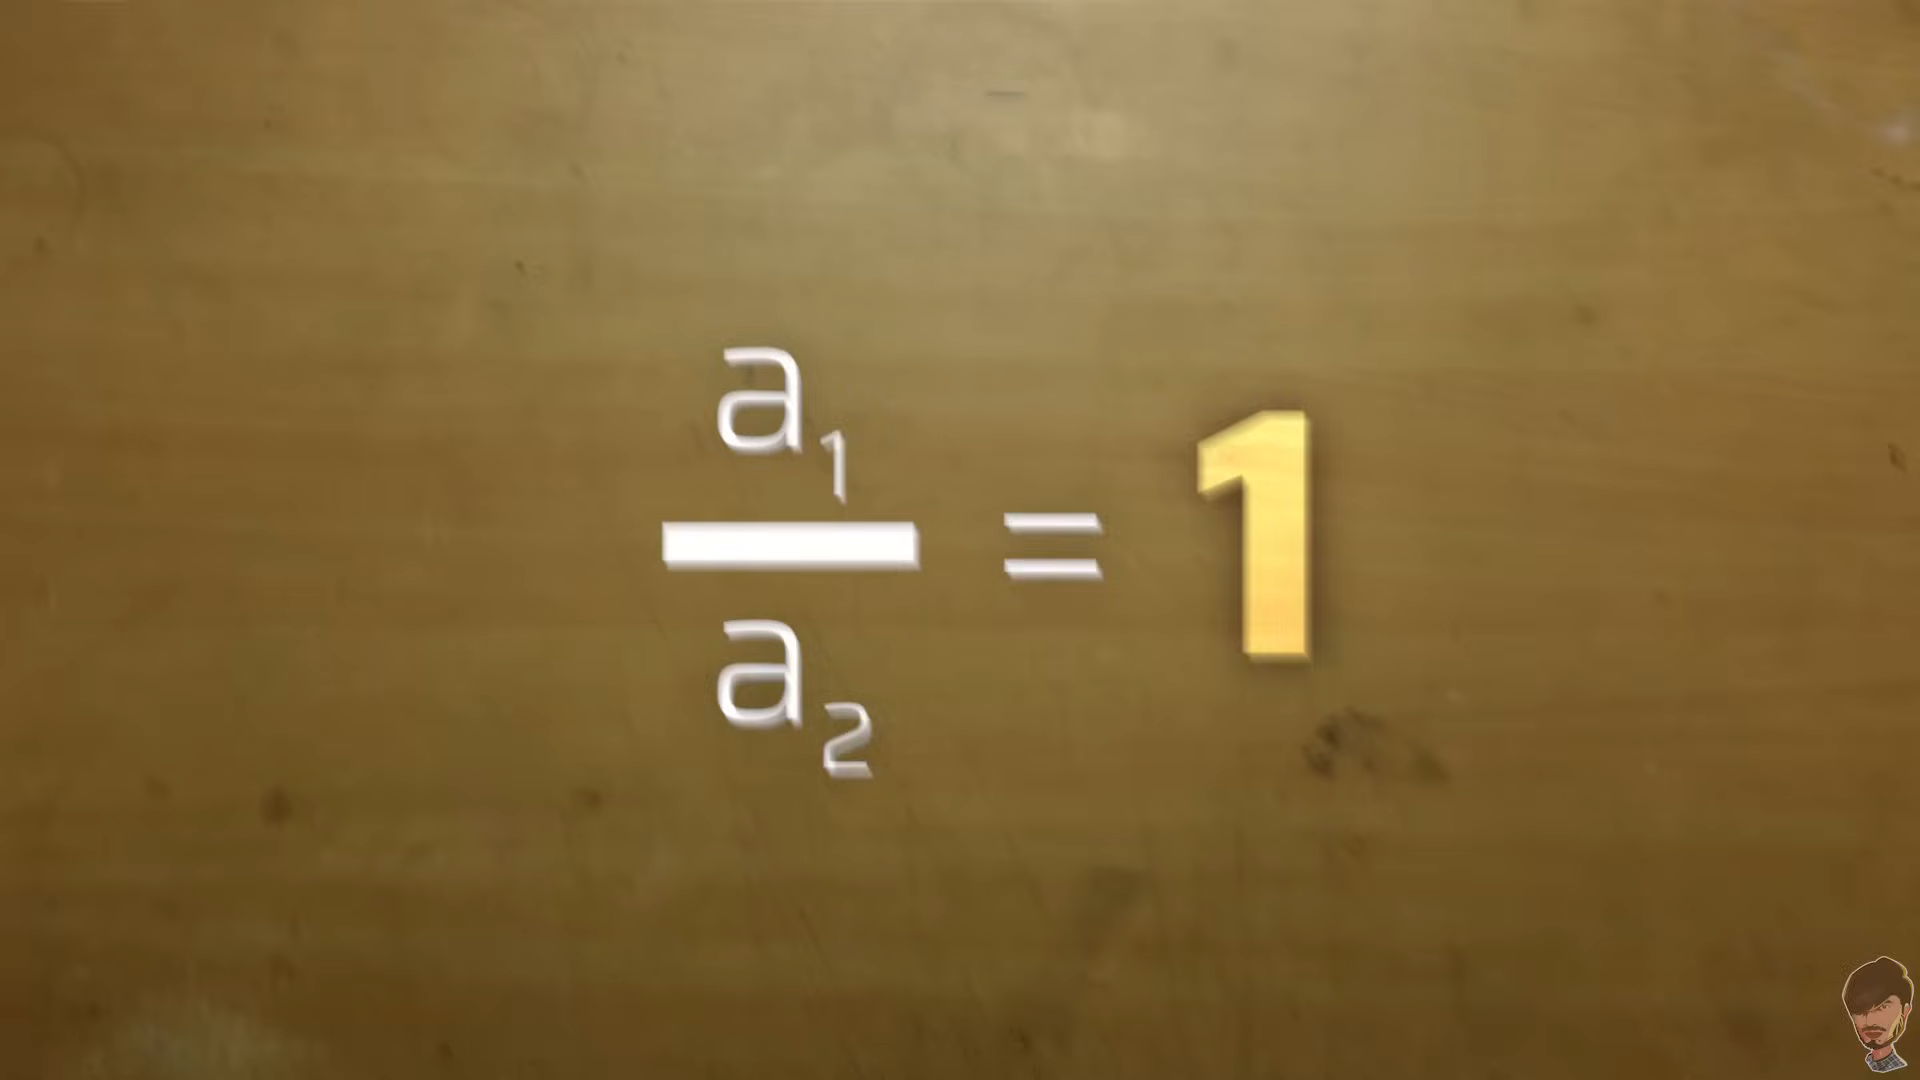 a₁
= 1
a₂